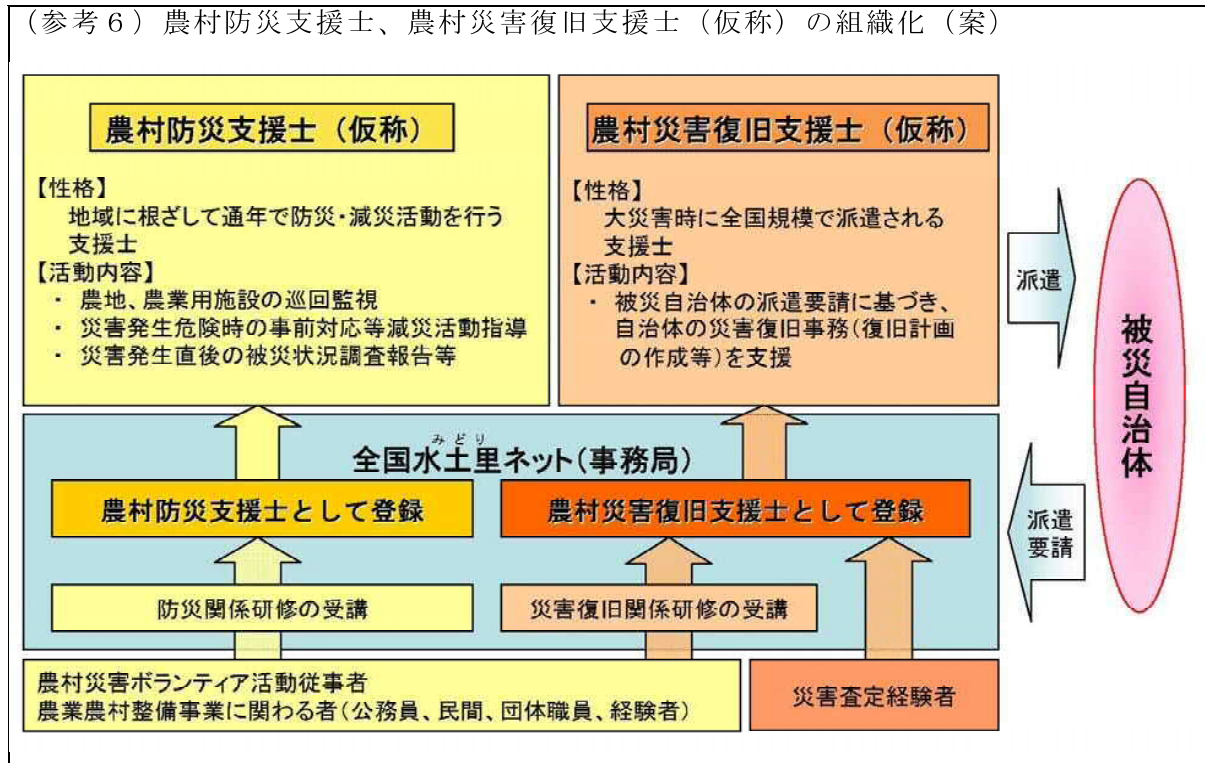 (参考６)農村防災支援士、農村災害復旧支援士(仮称)の組織化(案)
農村防災支援士(仮称)
【性格】
地域に根ざして通年で防災・減災活動を行う
支援士
【活動内容】
・ 農地、農業用施設の巡回監視
・ 災害発生危険時の事前対応等減災活動指導
・ 災害発生直後の被災状況調査報告等
農村災害復旧支援士(仮称)
【性格】
大災害時に全国規模で派遣される
支援士
【活動内容】
・ 被災自治体の派遣要請に基づき、
自治体の災害復旧事務(復旧計画
の作成等)を支援
派遣
被災自治体
みどり
全国水土里ネット(事務局)
農村防災支援士として登録
農村災害復旧支援士として登録
派遣
要請
防災関係研修の受講
災害復旧関係研修の受講
農村災害ボランティア活動従事者
農業農村整備事業に関わる者(公務員、民間、団体職員、経験者)
災害査定経験者